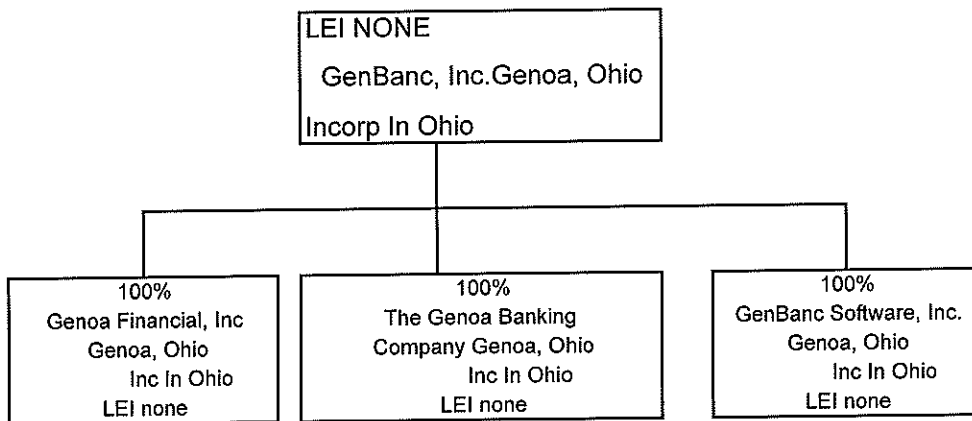 LEI NONE
GenBanc, Inc.Genoa, Ohio
Incorp In Ohio
100%
Genoa Financial, Inc
Genoa, Ohio
Inc In Ohio
LEI none
100%
The Genoa Banking
Company Genoa, Ohio
Inc In Ohio
LEI none
100%
GenBanc Software, Inc.
Genoa, Ohio
Inc In Ohio
LEI none